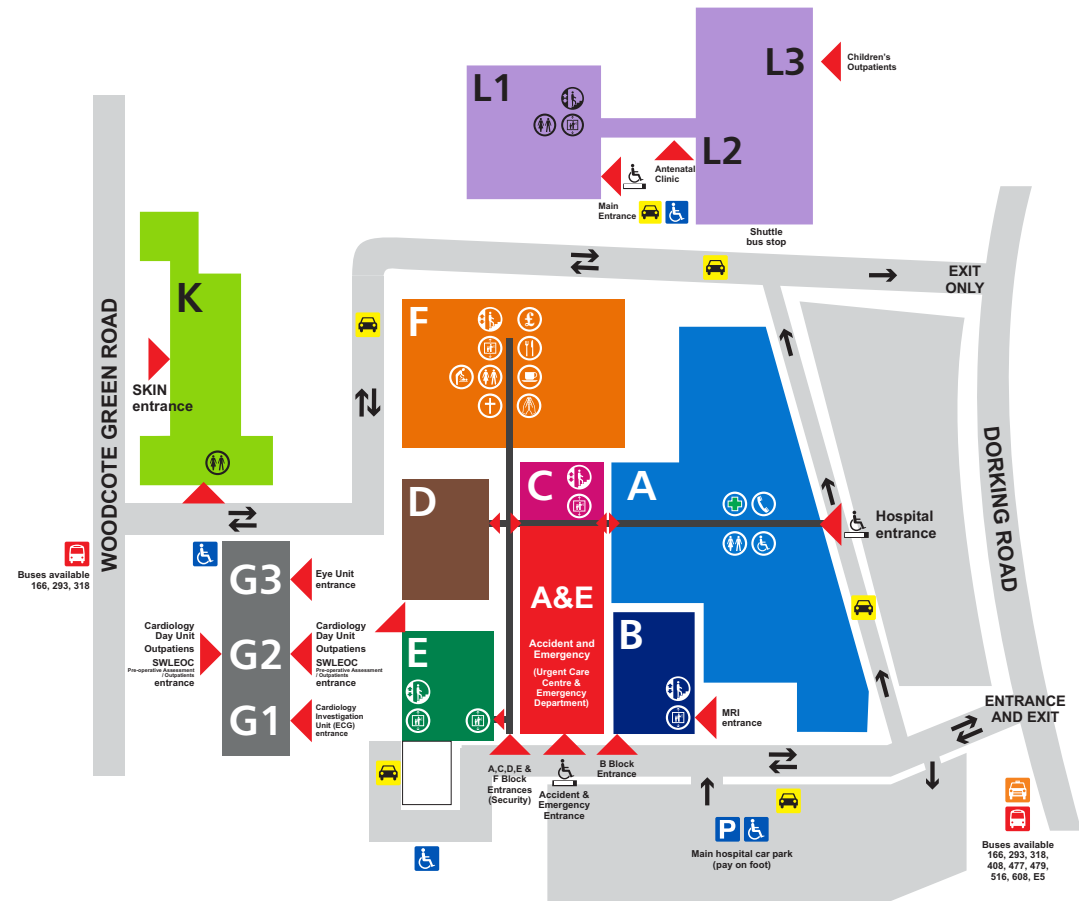 L1
L3
Children's
Outpatients
L2
Antenatal
Clinic
Main
Entrance
Shuttle
bus stop
EXIT
ONLY
WOODCOTE GREEN ROAD
K
SKIN
entrance
F
£
DORKING ROAD
D
C
A
Hospital
entrance
Buses available
166, 293, 318
G3
Eye Unit
entrance
A&E
Accident and
Emergency
(Urgent Care
Centre &
Emergency
Department)
B
Cardiology
Day Unit
Outpatiens
SWLEOC
Pre-operative Assessment
/ Outpatients
entrance
G2
Cardiology
Day Unit
Outpatiens
SWLEOC
Pre-operative Assessment
/ Outpatients
entrance
E
G1
Cardiology
Investigation
Unit (ECG)
entrance
MRI
entrance
ENTRANCE
AND EXIT
A,C,D,E &
F Block
Entrances
(Security)
Accident &
Emergency
Entrance
B Block
Entrance
P
Main hospital car park
(pay on foot)
Buses available
166, 293, 318,
408, 477, 479,
516, 608, E5